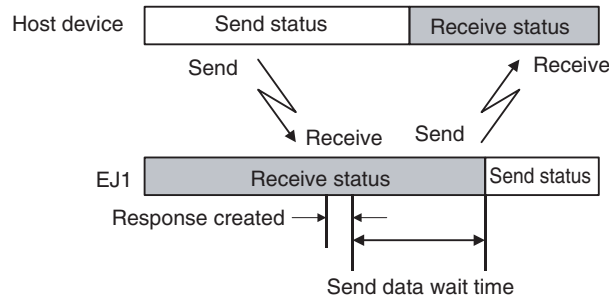 Host device
Send status
Receive status
Send
Receive
Receive
Send
EJ1
Receive status
Send status
Response created
Send data wait time